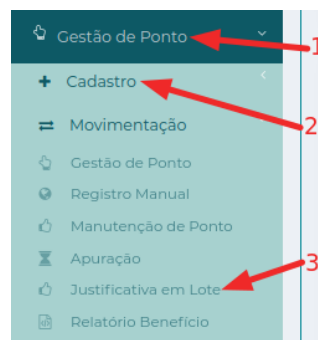 Gestão de Ponto 1
Cadastro
2
Movimentação
Gestão de Ponto
Registro Manual
Manutenção de Ponto
Apuração
3
Justificativa em Lote
Relatório Benefício